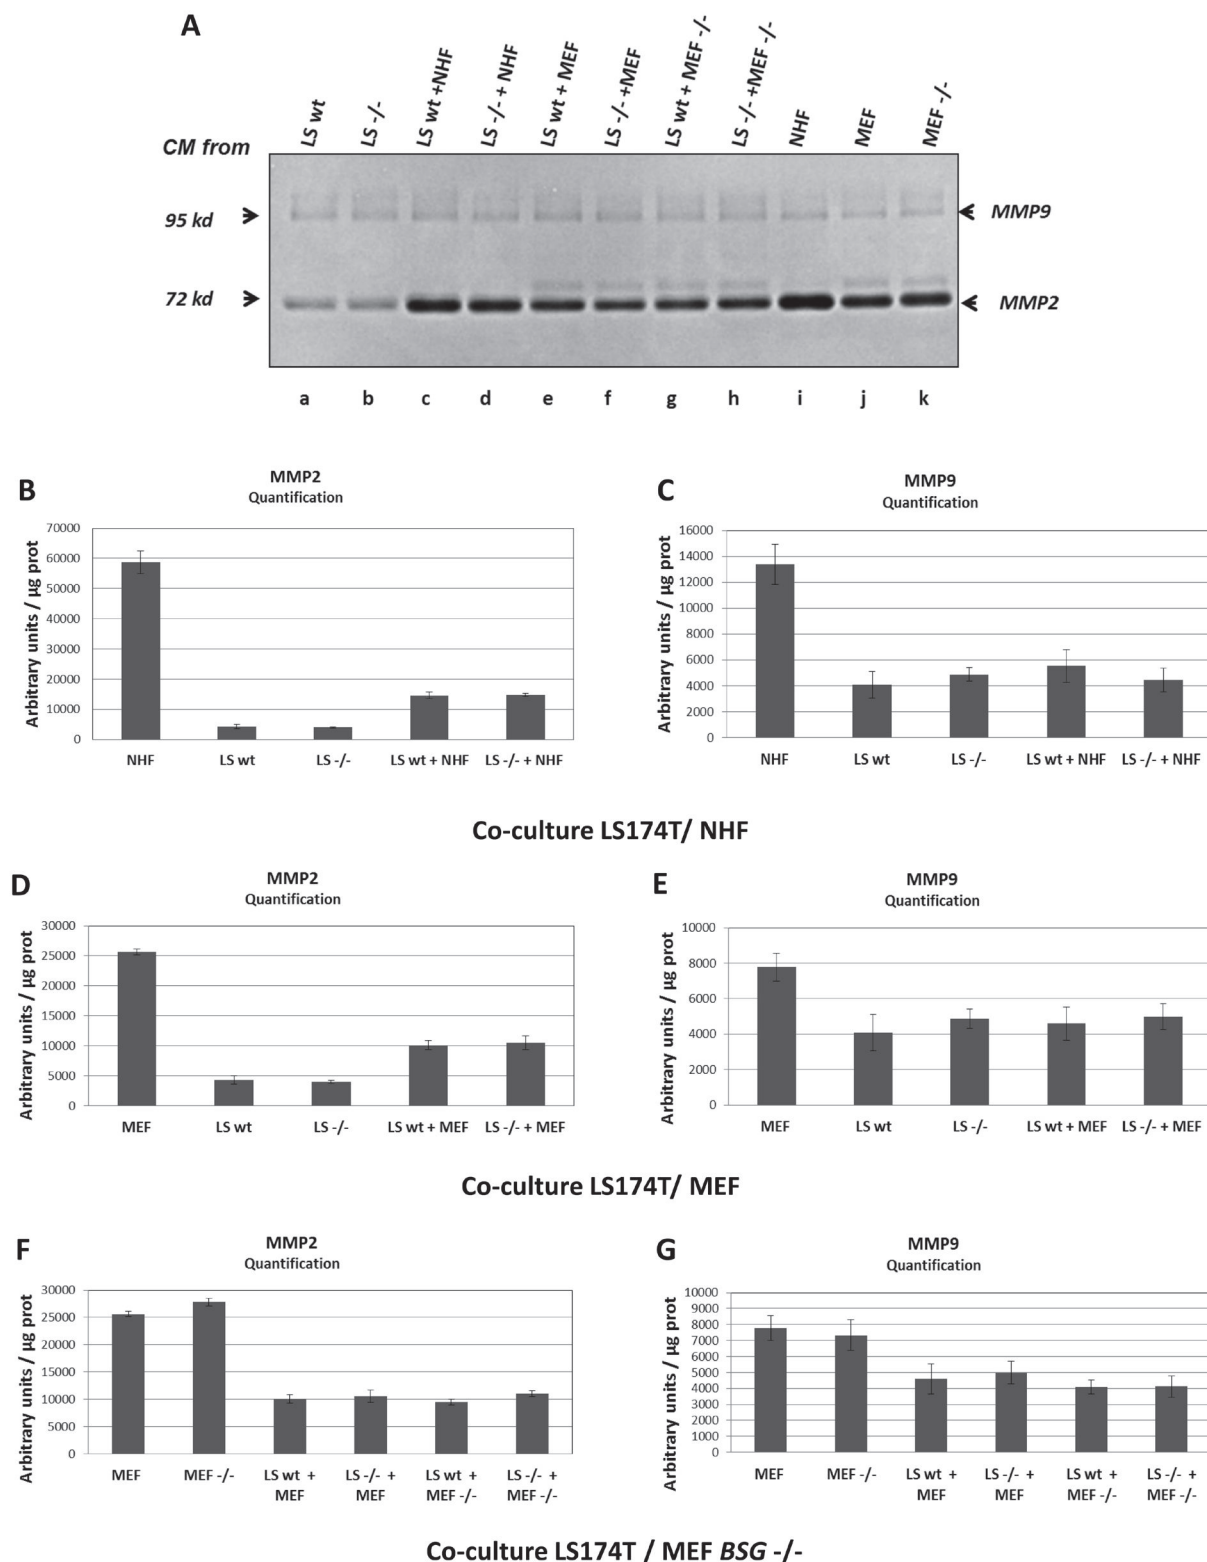 A
CM from
LS wt
LS -/-
LS wt +NHF
LS -/- + NHF
LS wt + MEF
LS -/- +MEF
LS wt + MEF -/-
LS -/- +MEF -/-
NHF
MEF
MEF -/-
95 kd
MMP9
72 kd
MMP2
a b c d e f g h i j k
B
MMP2
Quantification
Arbitrary units / µg prot
70000
60000
50000
40000
30000
20000
10000
0
NHF LS wt LS -/- LS wt + NHF LS -/- + NHF
C
MMP9
Quantification
Arbitrary units / µg prot
16000
14000
12000
10000
8000
6000
4000
2000
0
NHF LS wt LS -/- LS wt + NHF LS -/- + NHF
Co-culture LS174T/ NHF
D
MMP2
Quantification
Arbitrary units / µg prot
30000
25000
20000
15000
10000
5000
0
MEF LS wt LS -/- LS wt + MEF LS -/- + MEF
E
MMP9
Quantification
Arbitrary units / µg prot
10000
8000
6000
4000
2000
0
MEF LS wt LS -/- LS wt + MEF LS -/- + MEF
Co-culture LS174T/ MEF
F
MMP2
Quantification
Arbitrary units / µg prot
30000
25000
20000
15000
10000
5000
0
MEF MEF -/- LS wt + LS -/- + LS wt + LS -/- +
MEF MEF MEF -/- MEF -/-
G
MMP9
Quantification
Arbitrary units / µg prot
10000
9000
8000
7000
6000
5000
4000
3000
2000
1000
0
MEF MEF -/- LS wt + LS -/- + LS wt + LS -/- +
MEF MEF MEF -/- MEF -/-
Co-culture LS174T / MEF BSG -/-